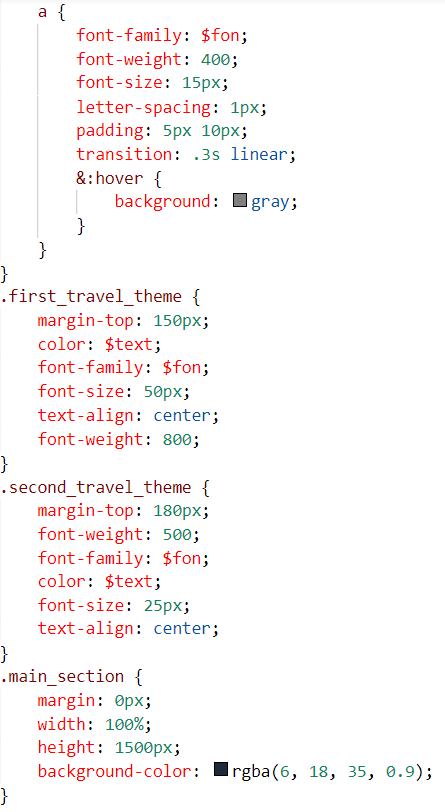 a {
font-family: $fon;
font-weight: 400;
font-size: 15px;
letter-spacing: 1px;
padding: 5px 10px;
transition: .3s linear;
&:hover {
background: gray;
}
}
}
.first_travel_theme {
margin-top: 150px;
color: $text;
font-family: $fon;
font-size: 50px;
text-align: center;
font-weight: 800;
}
.second_travel_theme {
margin-top: 180px;
font-weight: 500;
font-family: $fon;
color: $text;
font-size: 25px;
text-align: center;
}
.main_section {
margin: 0px;
width: 100%;
height: 1500px;
background-color: rgba(6, 18, 35, 0.9);
}